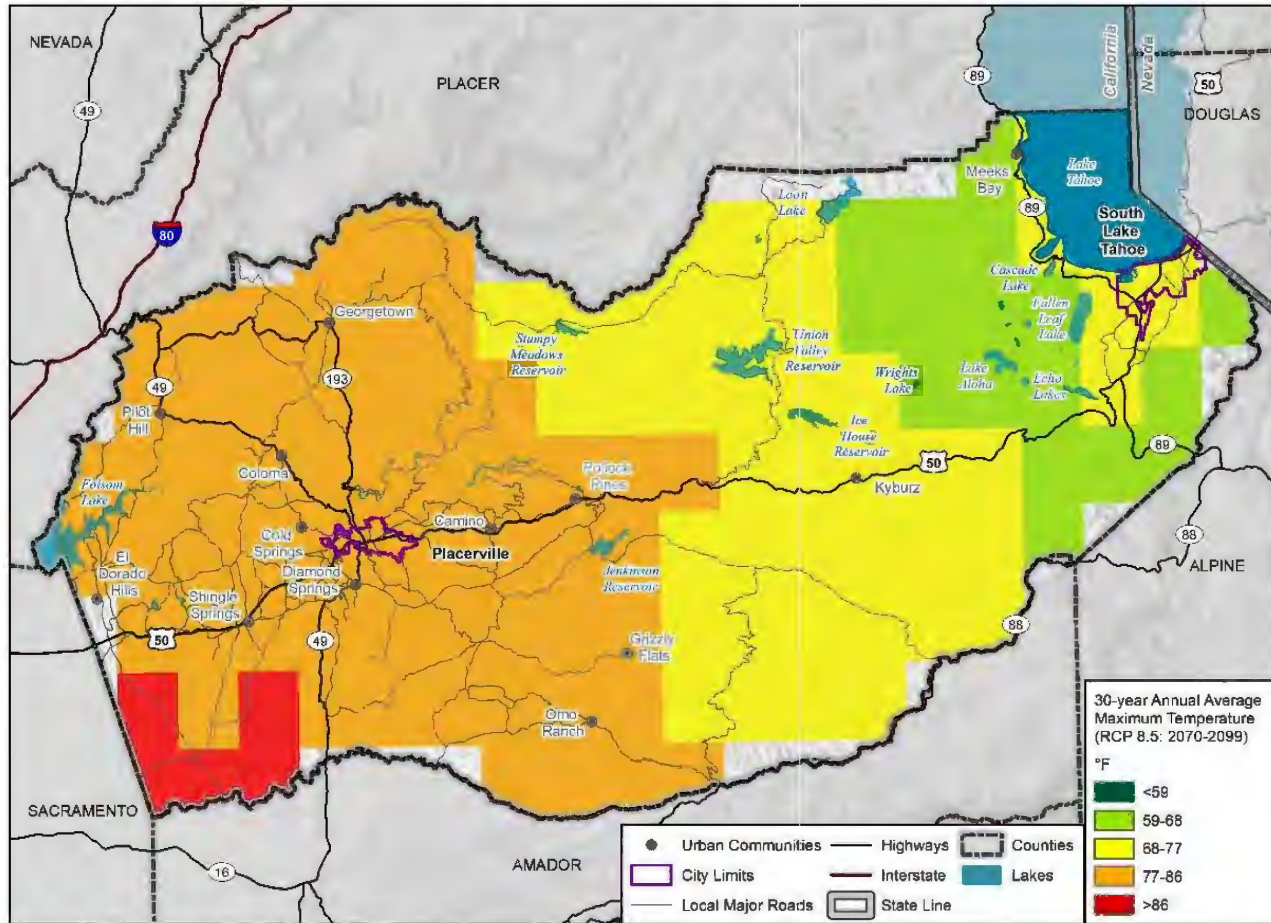 NEVADA
49
PLACER
89
California
Nevada
50
DOUGLAS
80
Meeks
Bay
Lake
Tahoe
Loon
Lake
89
South
Lake
Tahoe
Cascade
Lake
Georgetown
Stumpy
Meadows
Reservoir
Union
Valley
Reservoir
Fallen
Leaf
Lake
49
193
Wrights
Lake
Lake
Aloha
Echo
Lakes
Pilot
Hill
Ice
House
Reservoir
89
Coloma
50
Kyburz
Folsom
Lake
Pollock
Pines
Cold
Springs
Camino
Placerville
88
El
Dorado
Hills
Diamond
Springs
Jenkinson
Reservoir
ALPINE
Shingle
Springs
50
49
88
Grizzly
Flats
Omo
Ranch
SACRAMENTO
AMADOR
16
30-year Annual Average
Maximum Temperature
(RCP 8.5: 2070-2099)
°F
<59
59-68
68-77
77-86
>86
Urban Communities
Highways
Counties
City Limits
Interstate
Lakes
Local Major Roads
State Line